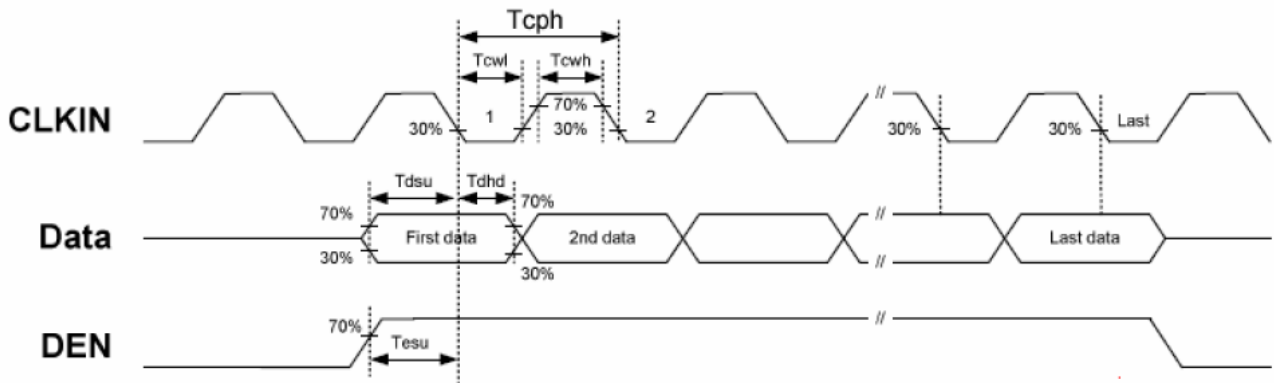 Tcph
Tcwl Tcwh
CLKIN 30% 1 70% 30% 2 // 30% 30% Last
Tdsu Tdhd
70% 70%
Data First data 2nd data // // Last data
30% 30%
70% //
DEN Tesu